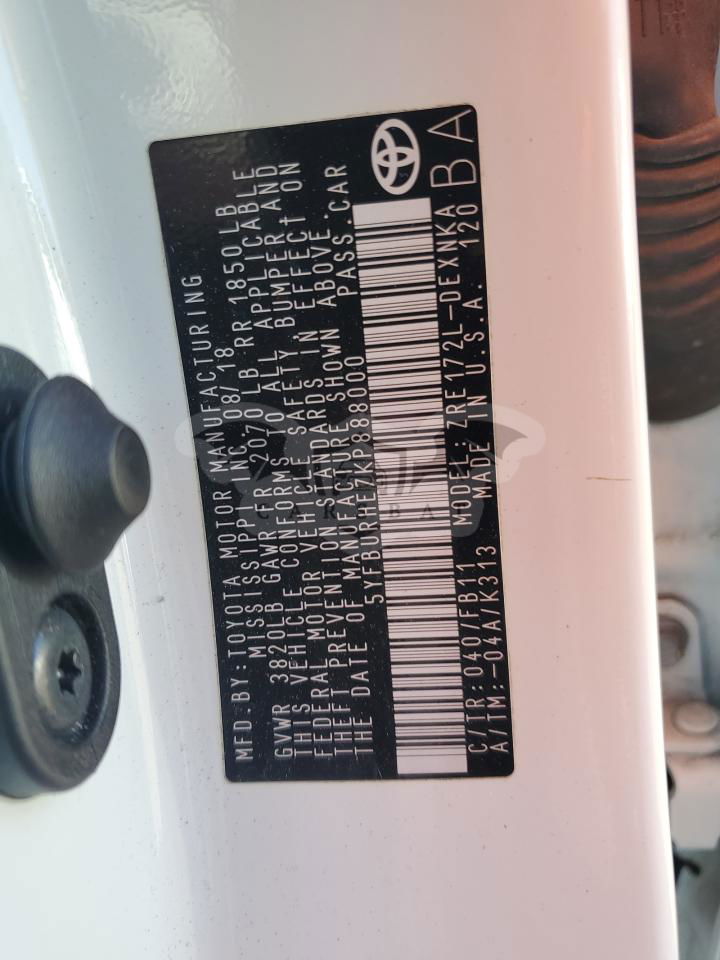 MFD.BY:TOYOTA MOTOR MANUFACTURING
MISSISSIPPI INC. 08/18
GVWR 3820LB GAWR FR 2070 LB RR 1850 LB
THIS VEHICLE CONFORMS TO ALL APPLICABLE
FEDERAL MOTOR VEHICLE SAFETY BUMPER AND
THEFT PREVENTION STANDARDS IN EFFECT ON
THE DATE OF MANUFACTURE SHOWN ABOVE.
5YFBURHE7KP888000 PASS.CAR
C/TR:040/FB11 MODEL:ZRE172L-DEXNKA
A/TM:-04A/K313 MADE IN U.S.A. 120
BA